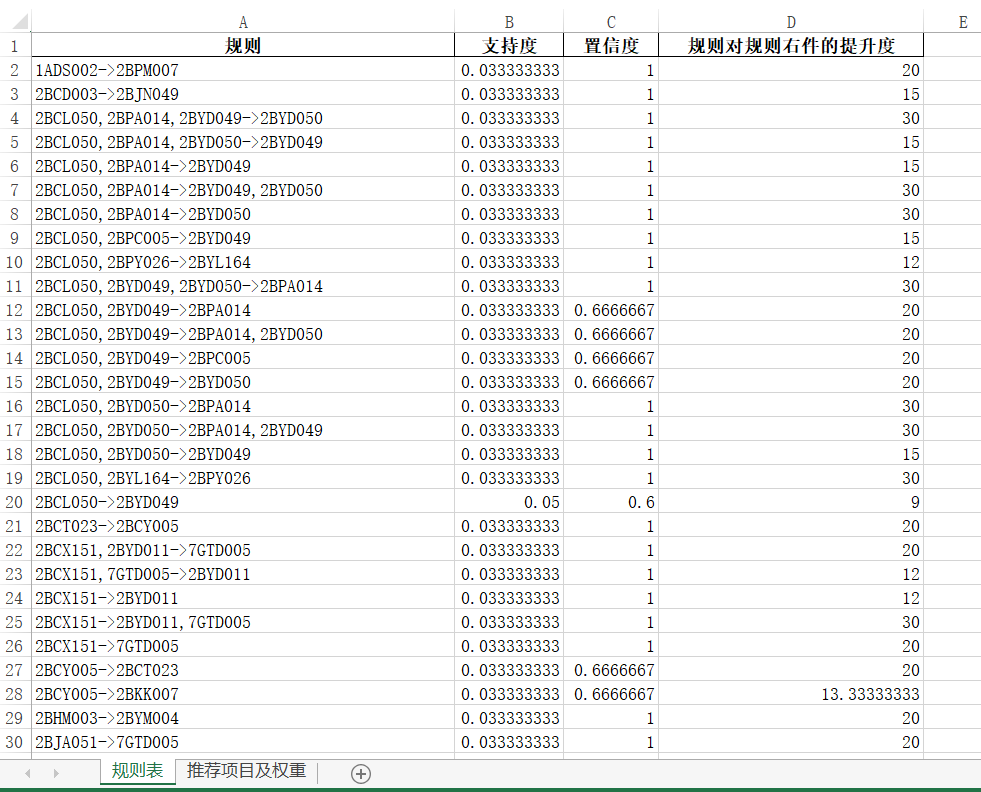 A B C D E
1 规则 支持度 置信度 规则对规则右件的提升度
2 1ADS002->2BPM007 0.033333333 1 20
3 2BCD003->2BJN049 0.033333333 1 15
4 2BCL050,2BPA014,2BYD049->2BYD050 0.033333333 1 30
5 2BCL050,2BPA014,2BYD050->2BYD049 0.033333333 1 15
6 2BCL050,2BPA014->2BYD049 0.033333333 1 15
7 2BCL050,2BPA014->2BYD049,2BYD050 0.033333333 1 30
8 2BCL050,2BPA014->2BYD050 0.033333333 1 30
9 2BCL050,2BPC005->2BYD049 0.033333333 1 15
10 2BCL050,2BPY026->2BYL164 0.033333333 1 12
11 2BCL050,2BYD049,2BYD050->2BPA014 0.033333333 1 30
12 2BCL050,2BYD049->2BPA014 0.033333333 0.6666667 20
13 2BCL050,2BYD049->2BPA014,2BYD050 0.033333333 0.6666667 20
14 2BCL050,2BYD049->2BPC005 0.033333333 0.6666667 20
15 2BCL050,2BYD049->2BYD050 0.033333333 0.6666667 20
16 2BCL050,2BYD050->2BPA014 0.033333333 1 30
17 2BCL050,2BYD050->2BPA014,2BYD049 0.033333333 1 30
18 2BCL050,2BYD050->2BYD049 0.033333333 1 15
19 2BCL050,2BYL164->2BPY026 0.033333333 1 30
20 2BCL050->2BYD049 0.05 0.6 9
21 2BCT023->2BCY005 0.033333333 1 20
22 2BCX151,2BYD011->7GTD005 0.033333333 1 20
23 2BCX151,7GTD005->2BYD011 0.033333333 1 12
24 2BCX151->2BYD011 0.033333333 1 12
25 2BCX151->2BYD011,7GTD005 0.033333333 1 30
26 2BCX151->7GTD005 0.033333333 1 20
27 2BCY005->2BCT023 0.033333333 0.6666667 20
28 2BCY005->2BKK007 0.033333333 0.6666667 13.33333333
29 2BHM003->2BYM004 0.033333333 1 20
30 2BJA051->7GTD005 0.033333333 1 20
规则表 推荐项目及权重